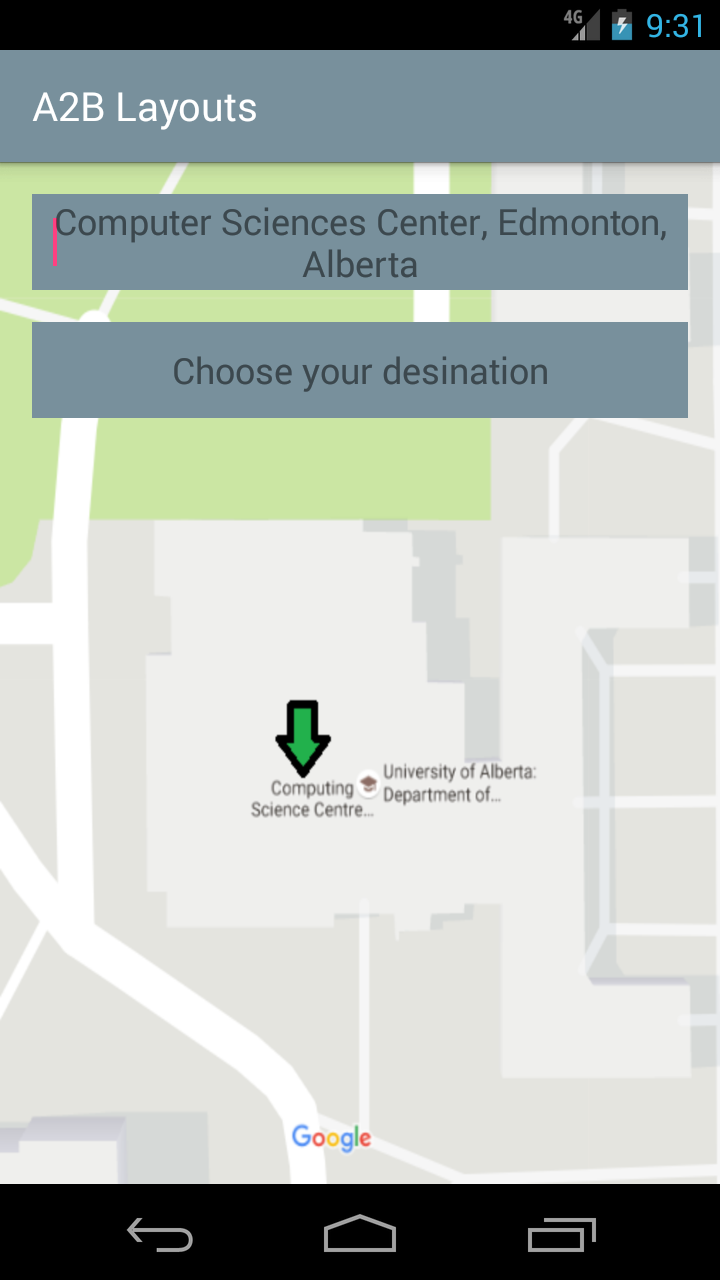 4G 9:31
A2B Layouts
Computer Sciences Center, Edmonton,
Alberta
Choose your desination
University of Alberta:
Department of...
Computing
Science Centre...
Google